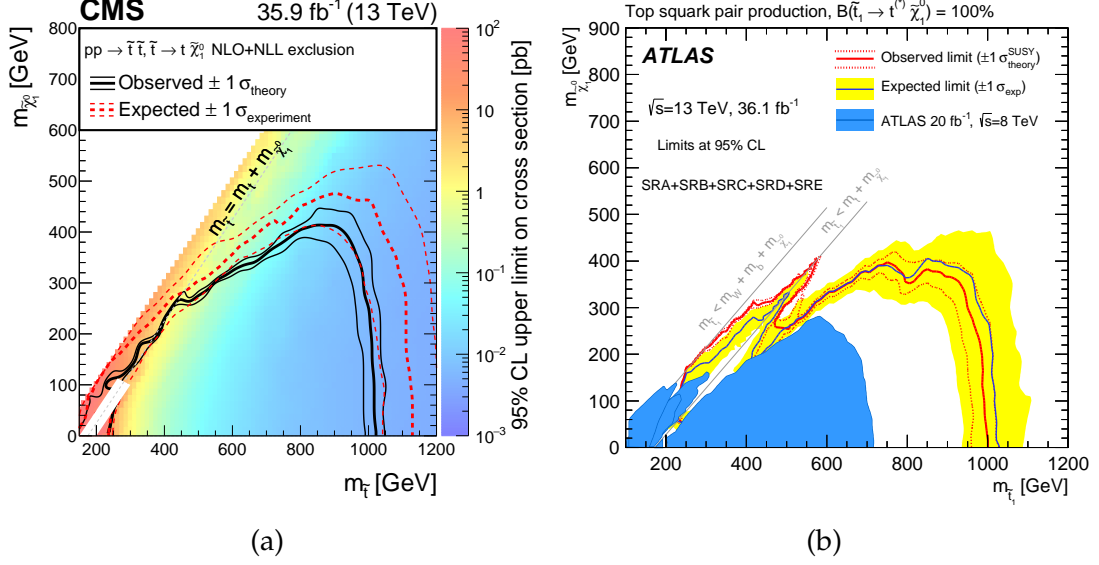 CMS 35.9 fb⁻¹ (13 TeV)
pp → t̃ t̃, t̃ → t χ̃⁰₁ NLO+NLL exclusion
Observed ± 1 σ_theory
Expected ± 1 σ_experiment
m_t̃ = m_t + m_χ̃⁰₁
m_χ̃⁰₁ [GeV]
800
700
600
500
400
300
200
100
0
200 400 600 800 1000 1200
m_t̃ [GeV]
10²
10
1
10⁻¹
10⁻²
10⁻³
95% CL upper limit on cross section [pb]
(a)
Top squark pair production, B(t̃₁ → t⁽*⁾ χ̃⁰₁) = 100%
ATLAS
√s=13 TeV, 36.1 fb⁻¹
Limits at 95% CL
SRA+SRB+SRC+SRD+SRE
Observed limit (±1 σ^SUSY_theory)
Expected limit (±1 σ_exp)
ATLAS 20 fb⁻¹, √s=8 TeV
m_t̃₁ < m_W + m_b + m_χ̃⁰₁
m_t̃₁ < m_t + m_χ̃⁰₁
m_χ̃⁰₁ [GeV]
900
800
700
600
500
400
300
200
100
0
200 400 600 800 1000 1200
m_t̃₁ [GeV]
(b)